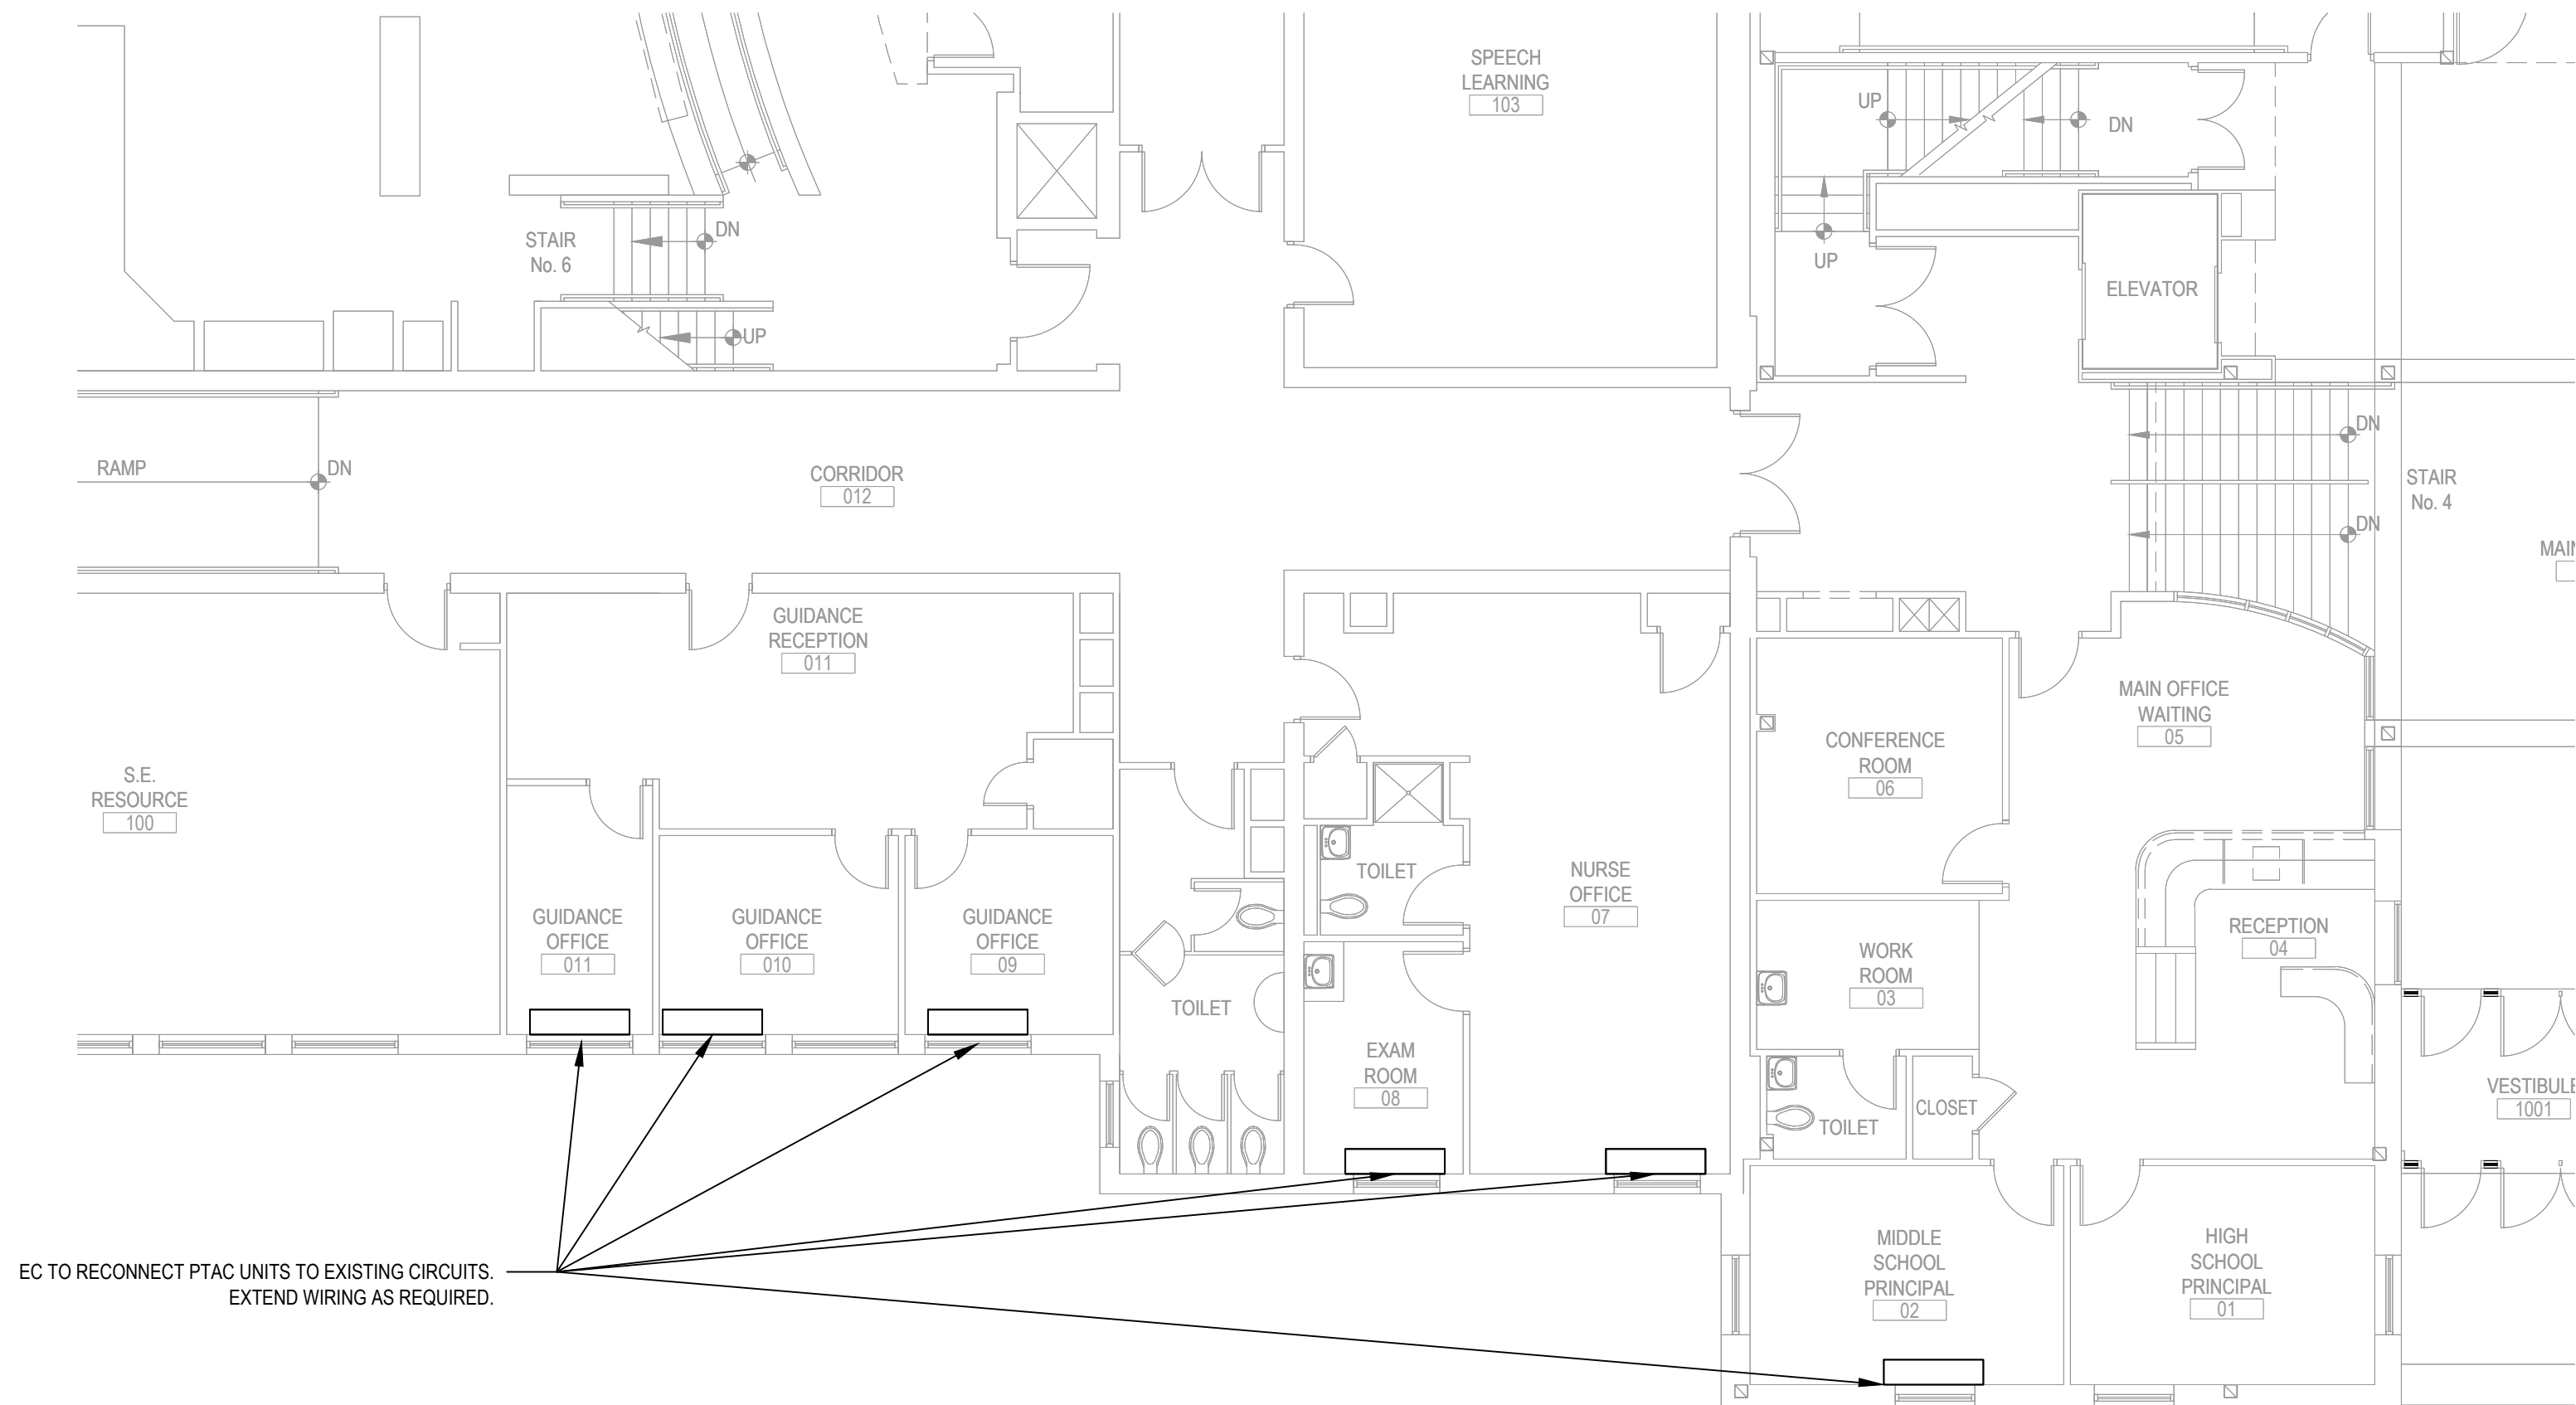 SPEECH
LEARNING
103
UP
DN
UP
ELEVATOR
STAIR
No. 6
DN
UP
RAMP
DN
CORRIDOR
012
DN
DN
STAIR
No. 4
MAIN
GUIDANCE
RECEPTION
011
S.E.
RESOURCE
100
GUIDANCE
OFFICE
011
GUIDANCE
OFFICE
010
GUIDANCE
OFFICE
09
TOILET
TOILET
NURSE
OFFICE
07
EXAM
ROOM
08
CONFERENCE
ROOM
06
MAIN OFFICE
WAITING
05
WORK
ROOM
03
RECEPTION
04
TOILET
CLOSET
VESTIBULE
1001
MIDDLE
SCHOOL
PRINCIPAL
02
HIGH
SCHOOL
PRINCIPAL
01
EC TO RECONNECT PTAC UNITS TO EXISTING CIRCUITS.
EXTEND WIRING AS REQUIRED.